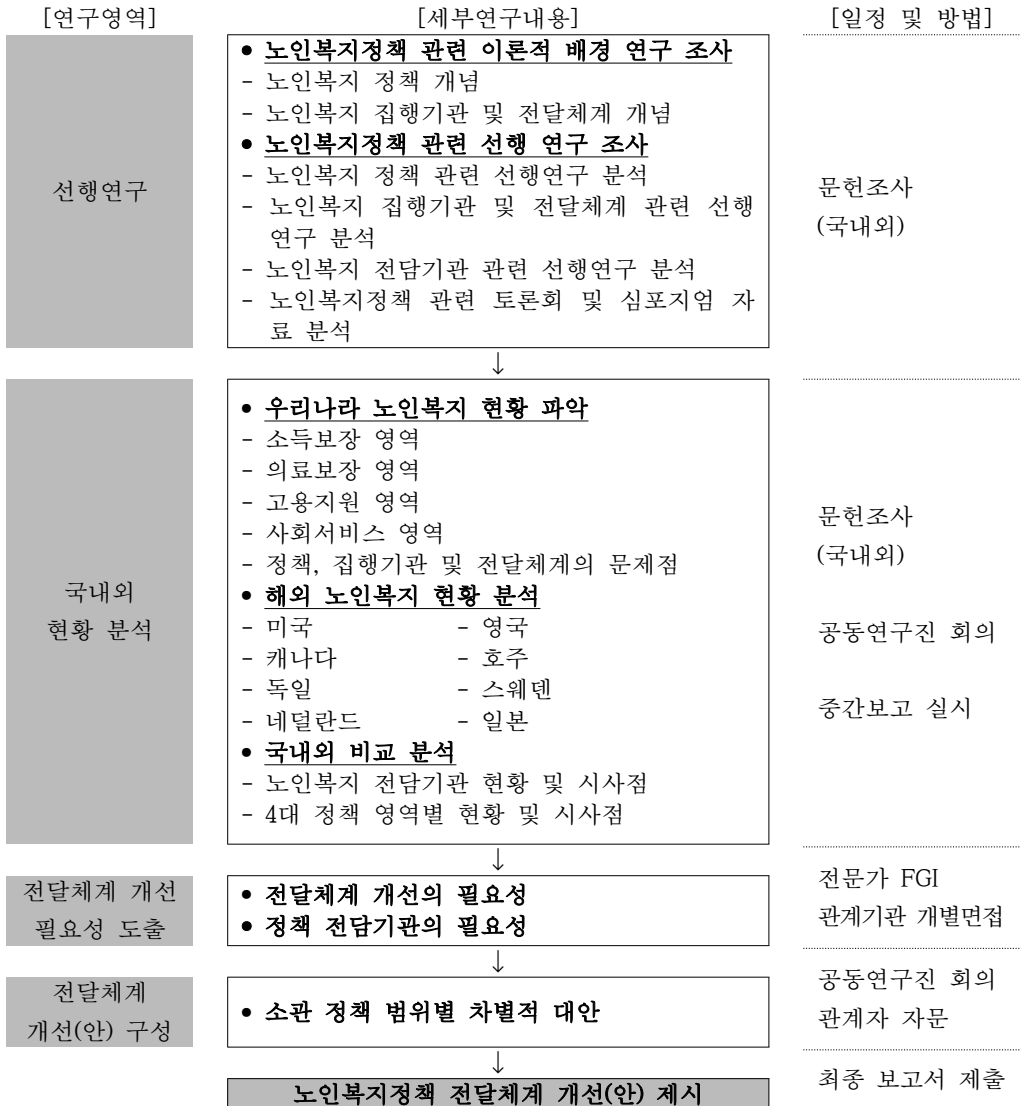 [연구영역] [세부연구내용] [일정 및 방법]
선행연구
• 노인복지정책 관련 이론적 배경 연구 조사
- 노인복지 정책 개념
- 노인복지 집행기관 및 전달체계 개념
• 노인복지정책 관련 선행 연구 조사
- 노인복지 정책 관련 선행연구 분석
- 노인복지 집행기관 및 전달체계 관련 선행
연구 분석
- 노인복지 전담기관 관련 선행연구 분석
- 노인복지정책 관련 토론회 및 심포지엄 자
료 분석
문헌조사
(국내외)
↓
국내외
현황 분석
• 우리나라 노인복지 현황 파악
- 소득보장 영역
- 의료보장 영역
- 고용지원 영역
- 사회서비스 영역
- 정책, 집행기관 및 전달체계의 문제점
• 해외 노인복지 현황 분석
- 미국 - 영국
- 캐나다 - 호주
- 독일 - 스웨덴
- 네덜란드 - 일본
• 국내외 비교 분석
- 노인복지 전담기관 현황 및 시사점
- 4대 정책 영역별 현황 및 시사점
문헌조사
(국내외)
공동연구진 회의
중간보고 실시
↓
전달체계 개선
필요성 도출
• 전달체계 개선의 필요성
• 정책 전담기관의 필요성
전문가 FGI
관계기관 개별면접
↓
전달체계
개선(안) 구성
• 소관 정책 범위별 차별적 대안
공동연구진 회의
관계자 자문
↓
노인복지정책 전달체계 개선(안) 제시
최종 보고서 제출